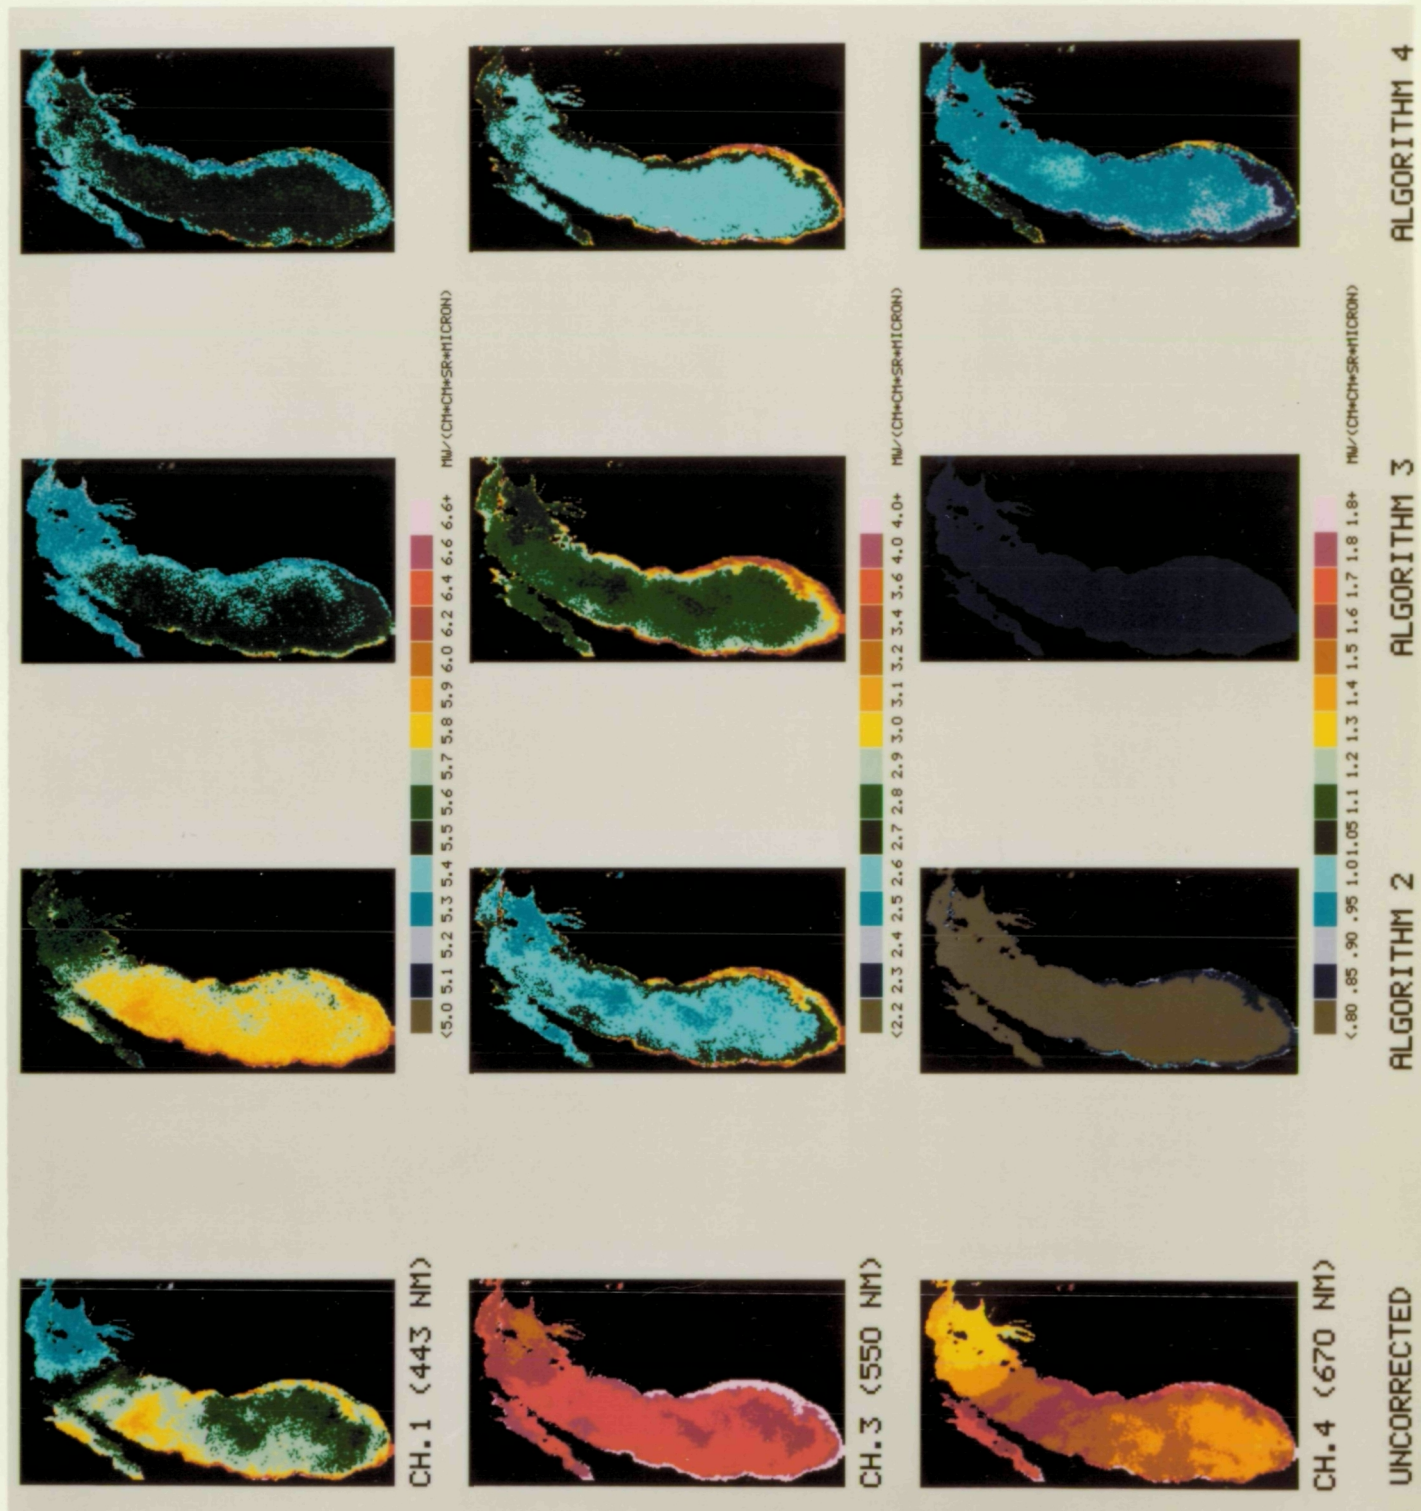 CH.1 (443 NM)
<5.0 5.1 5.2 5.3 5.4 5.5 5.6 5.7 5.8 5.9 6.0 6.2 6.4 6.6 6.6+ MW/(CM*CM*SR*MICRON)
CH.3 (550 NM)
<2.2 2.3 2.4 2.5 2.6 2.7 2.8 2.9 3.0 3.1 3.2 3.4 3.6 4.0 4.0+ MW/(CM*CM*SR*MICRON)
CH.4 (670 NM)
<.80 .85 .90 .95 1.0 1.05 1.1 1.2 1.3 1.4 1.5 1.6 1.7 1.8 1.8+ MW/(CM*CM*SR*MICRON)
UNCORRECTED ALGORITHM 2 ALGORITHM 3 ALGORITHM 4